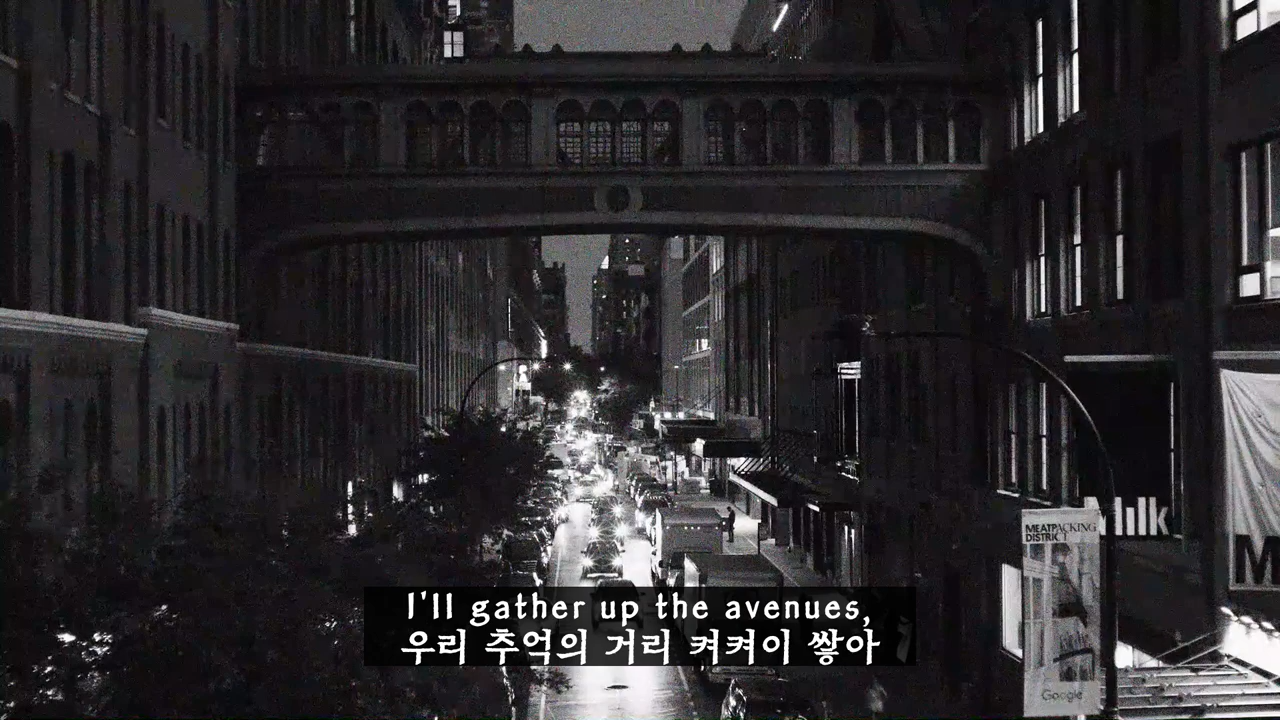 Milk
MEATPACKING
DISTRICT
M
Google
I'll gather up the avenues,
우리 추억의 거리 켜켜이 쌓아